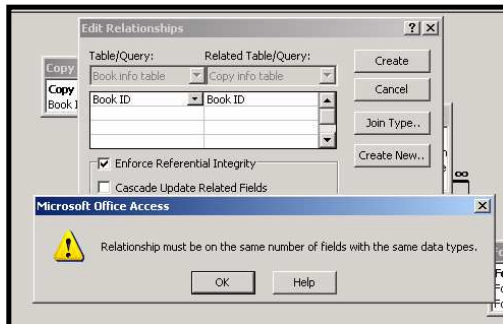 Edit Relationships
Table/Query: Related Table/Query:
Book info table Copy info table
Book ID Book ID
Create
Cancel
Join Type..
Create New..
Enforce Referential Integrity
Cascade Update Related Fields
Copy
Copy
Book
∞
Microsoft Office Access
Relationship must be on the same number of fields with the same data types.
OK Help